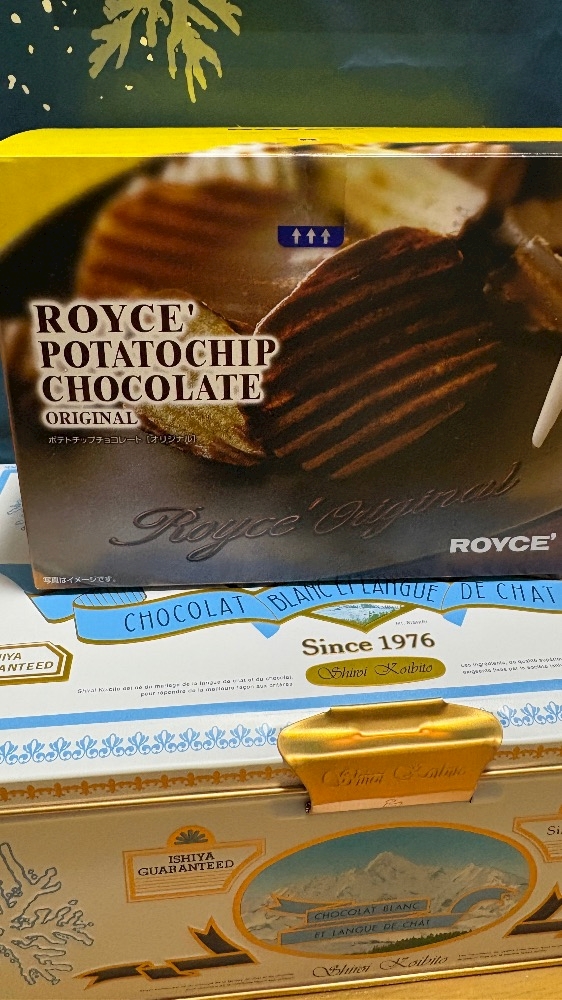 ROYCE'
POTATOCHIP
CHOCOLATE
ORIGINAL
ポテトチップチョコレート［オリジナル］
Royce' Original
ROYCE'
写真はイメージです。
CHOCOLAT BLANC ET LANGUE DE CHAT
Since 1976
Shiroi Koibito
Shiroi Koibito
ISHIYA
GUARANTEED
CHOCOLAT BLANC
ET LANGUE DE CHAT
Shiroi Koibito